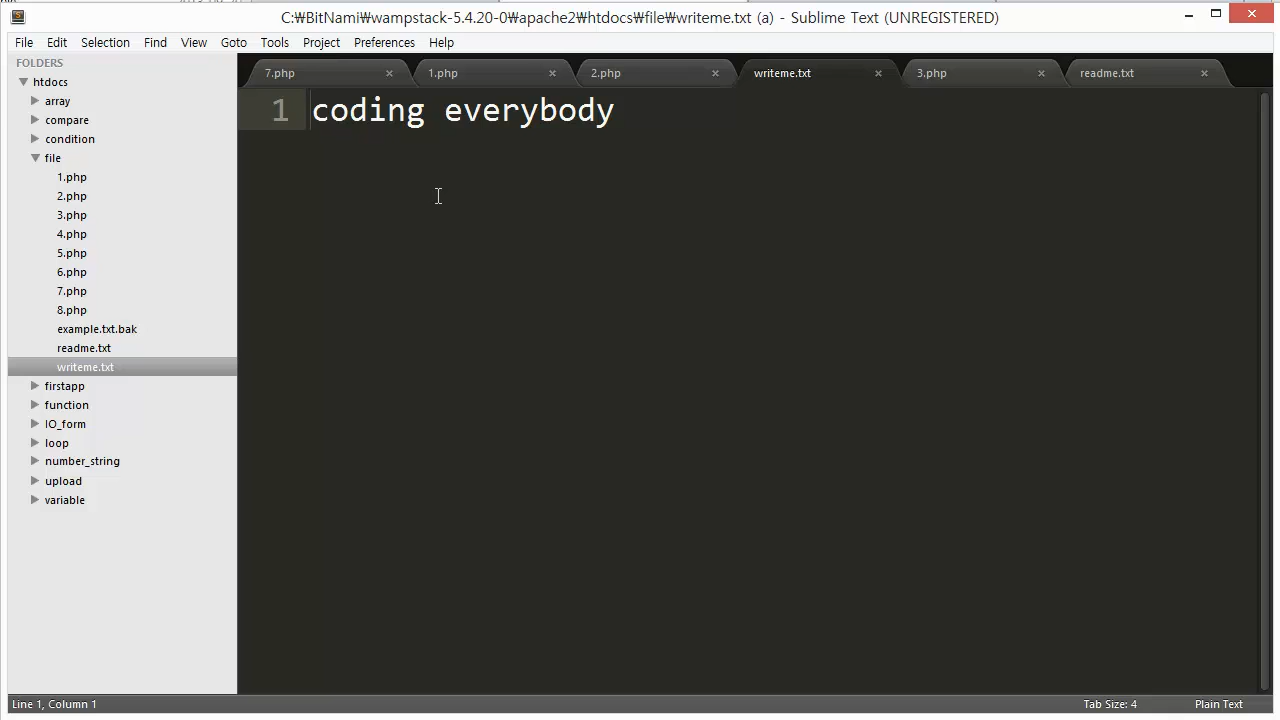 C:₩BitNami₩wampstack-5.4.20-0₩apache2₩htdocs₩file₩writeme.txt (a) - Sublime Text (UNREGISTERED)
File Edit Selection Find View Goto Tools Project Preferences Help
FOLDERS
htdocs
array
compare
condition
file
1.php
2.php
3.php
4.php
5.php
6.php
7.php
8.php
example.txt.bak
readme.txt
writeme.txt
firstapp
function
IO_form
loop
number_string
upload
variable
7.php 1.php 2.php writeme.txt 3.php readme.txt
1 coding everybody
Line 1, Column 1 Tab Size: 4 Plain Text